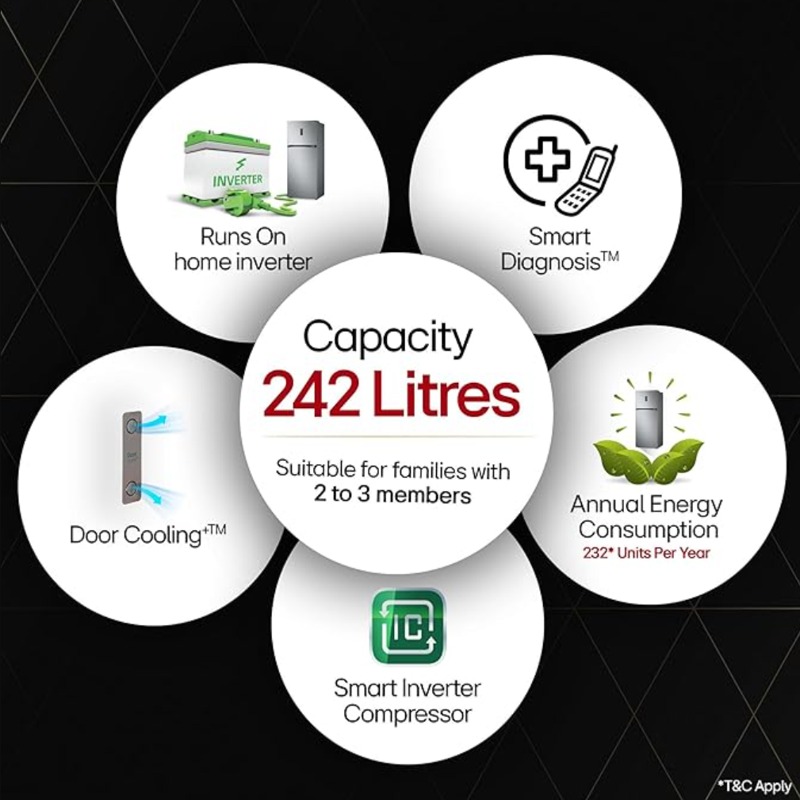 INVERTER
Runs On
home inverter
Smart
Diagnosis™
Capacity
242 Litres
Suitable for families with
2 to 3 members
Door Cooling⁺™
Annual Energy
Consumption
232* Units Per Year
IC
Smart Inverter
Compressor
*T&C Apply